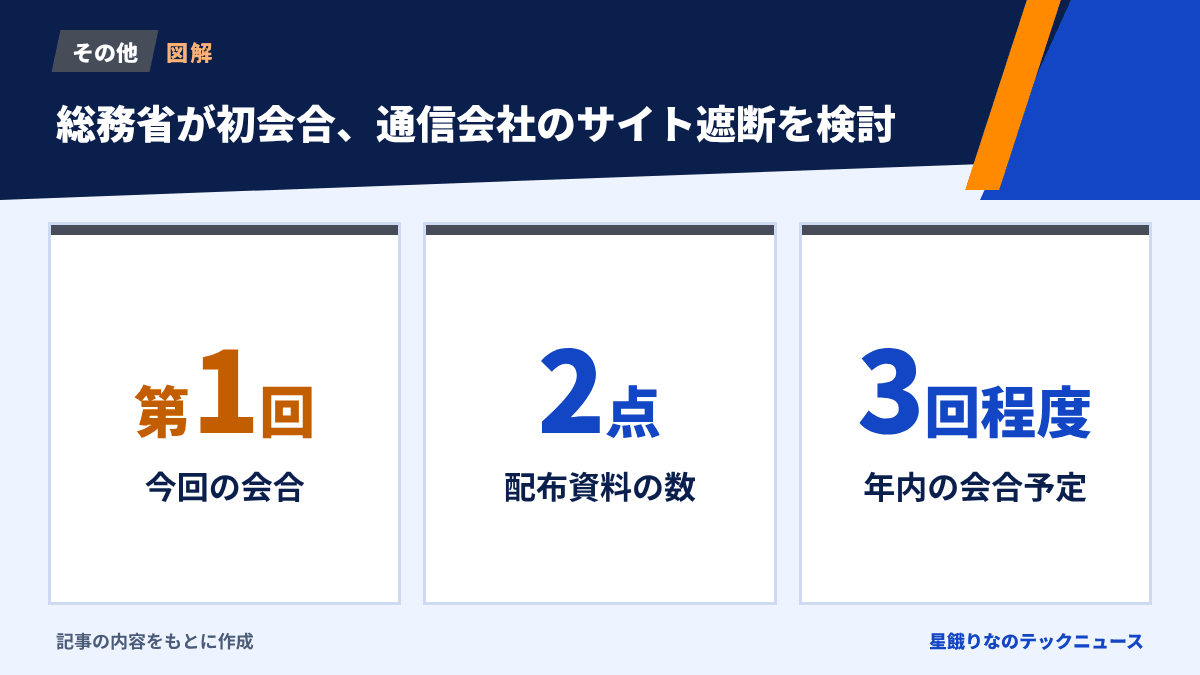 その他 図解
総務省が初会合、通信会社のサイト遮断を検討
第1回
今回の会合
2点
配布資料の数
3回程度
年内の会合予定
記事の内容をもとに作成
星餓りなのテックニュース